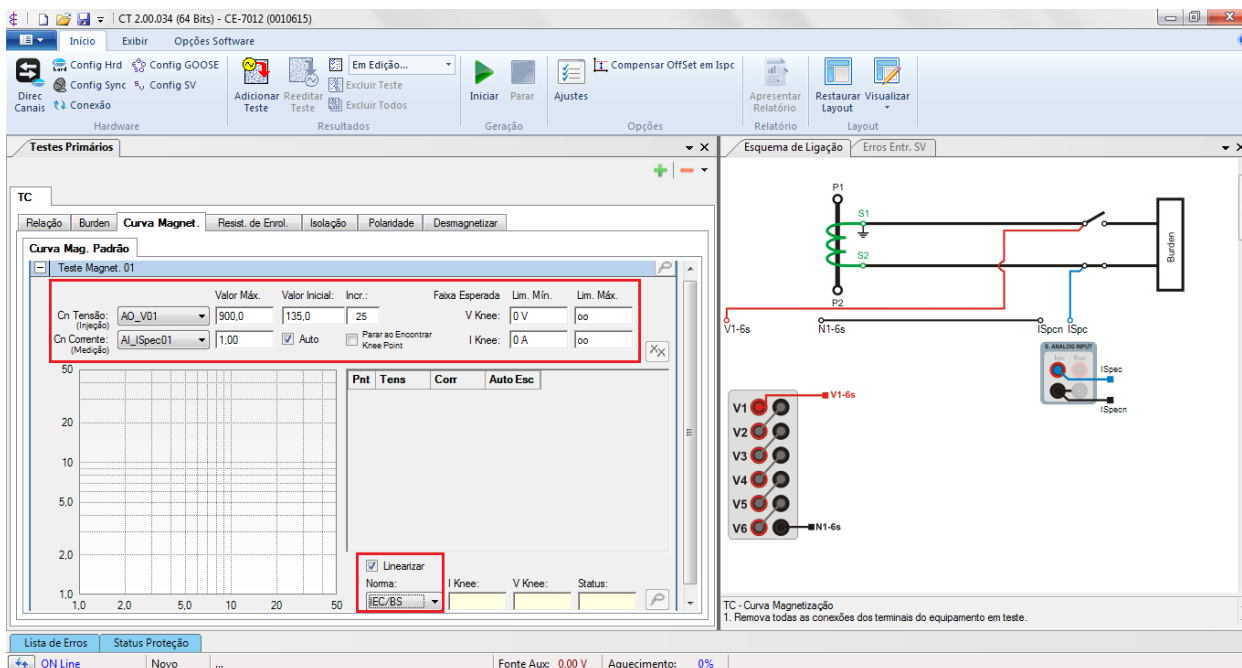 CT 2.00.034 (64 Bits) - CE-7012 (0010615)
Início Exibir Opções Software
Config Hrd Config GOOSE
Config Sync Config SV
Conexão
Direc Canais
Hardware
Adicionar Teste
Reeditar Teste
Em Edição...
Excluir Teste
Excluir Todos
Resultados
Iniciar Parar
Geração
Ajustes
Compensar OffSet em Ispc
Opções
Apresentar Relatório
Relatório
Restaurar Layout
Visualizar
Layout
Testes Primários
TC
Relação Burden Curva Magnet. Resist. de Enrol. Isolação Polaridade Desmagnetizar
Curva Mag. Padrão
Teste Magnet. 01
Valor Máx. Valor Inicial: Incr.: Faixa Esperada Lim. Mín. Lim. Máx.
Cn Tensão: AO_V01 900,0 135,0 25 V Knee: 0 V oo
(Injeção)
Cn Corrente: AI_ISpec01 1,00 Auto Parar ao Encontrar Knee Point I Knee: 0 A oo
(Medição)
50
20
10
5,0
2,0
1,0
1,0 2,0 5,0 10 20 50
Pnt Tens Corr Auto Esc
Linearizar
Norma: I Knee: V Knee: Status:
IEC/BS
Esquema de Ligação Erros Entr. SV
P1
S1
S2
P2
Burden
V1-6s N1-6s ISpcn ISpc
S. ANALOG INPUT
ISpec
ISpecn
V1 V1-6s
V2
V3
V4
V5
V6 N1-6s
TC - Curva Magnetização
1. Remova todas as conexões dos terminais do equipamento em teste.
Lista de Erros Status Proteção
ON Line Novo ... Fonte Aux: 0.00 V Aquecimento: 0%